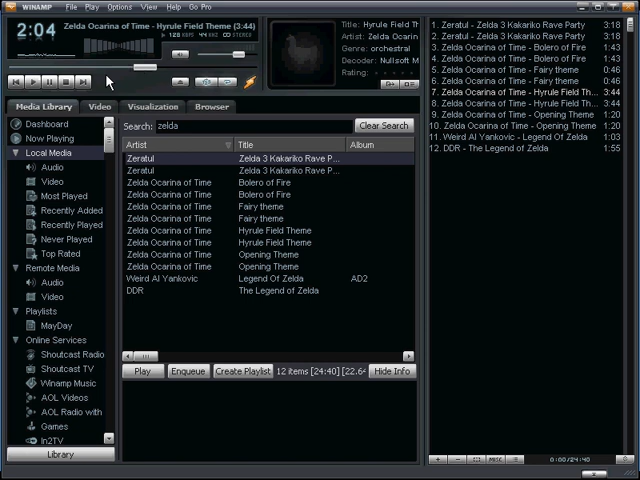 WINAMP File Play Options View Help Go Pro
2:04 Zelda Ocarina of Time - Hyrule Field Theme (3:44)
128 KBPS 44 KHZ
Title: Hyrule Field Th
Artist: Zelda Ocarin
Genre: orchestral
Decoder: Nullsoft M
Rating:
Media Library Video Visualization Browser
Dashboard
Now Playing
Local Media
Audio
Video
Most Played
Recently Added
Recently Played
Never Played
Top Rated
Remote Media
Audio
Video
Playlists
MayDay
Online Services
Shoutcast Radio
Shoutcast TV
Winamp Music
AOL Videos
AOL Radio with
Games
In2TV
Library
Search: zelda Clear Search
Artist Title Album
Zeratul Zelda 3 Kakariko Rave P...
Zeratul Zelda 3 Kakariko Rave P...
Zelda Ocarina of Time Bolero of Fire
Zelda Ocarina of Time Bolero of Fire
Zelda Ocarina of Time Fairy theme
Zelda Ocarina of Time Fairy theme
Zelda Ocarina of Time Hyrule Field Theme
Zelda Ocarina of Time Hyrule Field Theme
Zelda Ocarina of Time Opening Theme
Zelda Ocarina of Time Opening Theme
Weird Al Yankovic Legend Of Zelda AD2
DDR The Legend of Zelda
Play Enqueue Create Playlist 12 items [24:40] [22.64 Hide Info
1. Zeratul - Zelda 3 Kakariko Rave Party 3:18
2. Zeratul - Zelda 3 Kakariko Rave Party 3:18
3. Zelda Ocarina of Time - Bolero of Fire 1:43
4. Zelda Ocarina of Time - Bolero of Fire 1:43
5. Zelda Ocarina of Time - Fairy theme 0:46
6. Zelda Ocarina of Time - Fairy theme 0:46
7. Zelda Ocarina of Time - Hyrule Field Th... 3:44
8. Zelda Ocarina of Time - Hyrule Field Th... 3:44
9. Zelda Ocarina of Time - Opening Theme 1:20
10. Zelda Ocarina of Time - Opening Theme 1:20
11. Weird Al Yankovic - Legend Of Zelda 1:03
12. DDR - The Legend of Zelda 1:55
MISC 0:00/24:40